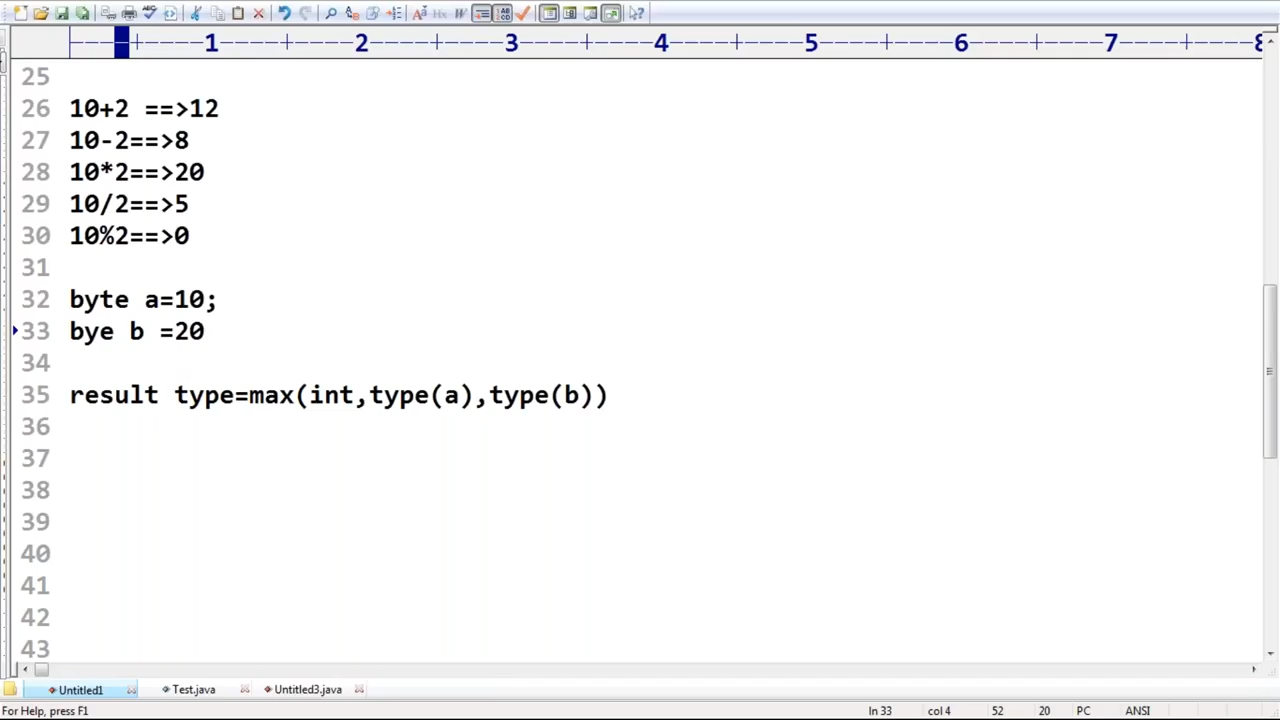 1 2 3 4 5 6 7 8
25
26 10+2 ==>12
27 10-2==>8
28 10*2==>20
29 10/2==>5
30 10%2==>0
31
32 byte a=10;
33 bye b =20
34
35 result type=max(int,type(a),type(b))
36
37
38
39
40
41
42
43
Untitled1 Test.java Untitled3.java
For Help, press F1 ln 33 col 4 52 20 PC ANSI